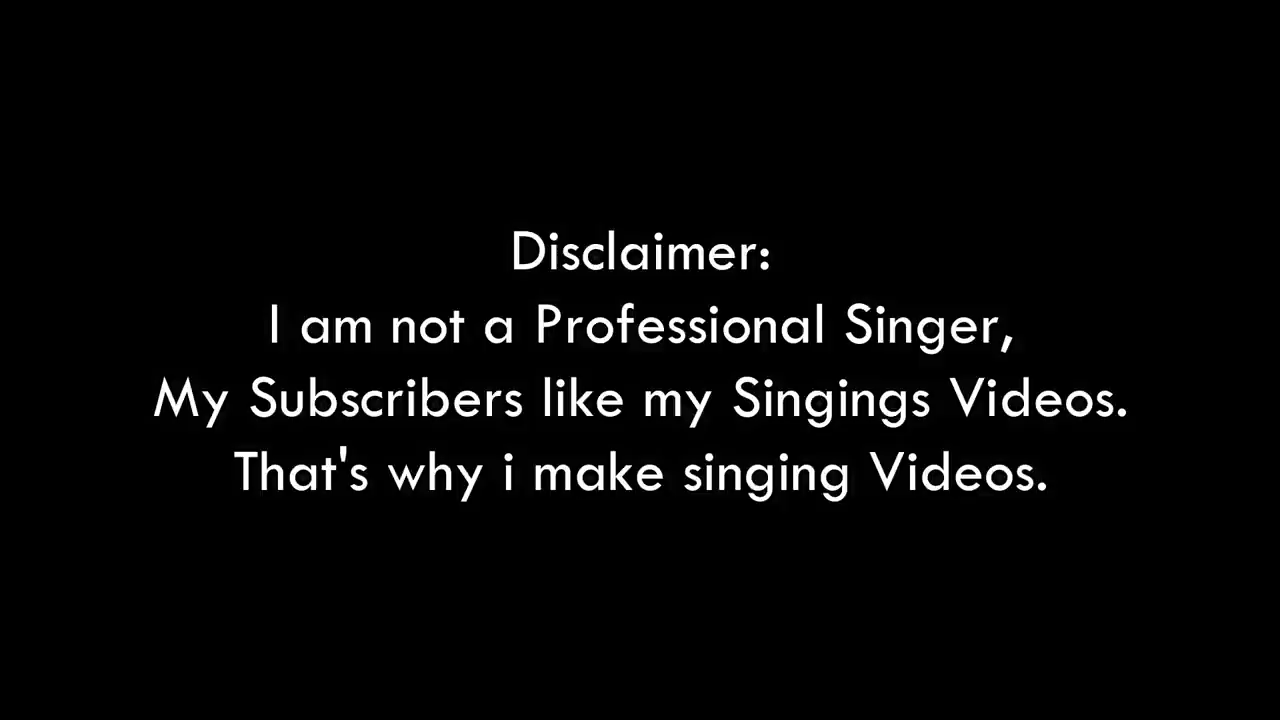 Disclaimer:
I am not a Professional Singer,
My Subscribers like my Singings Videos.
That's why i make singing Videos.